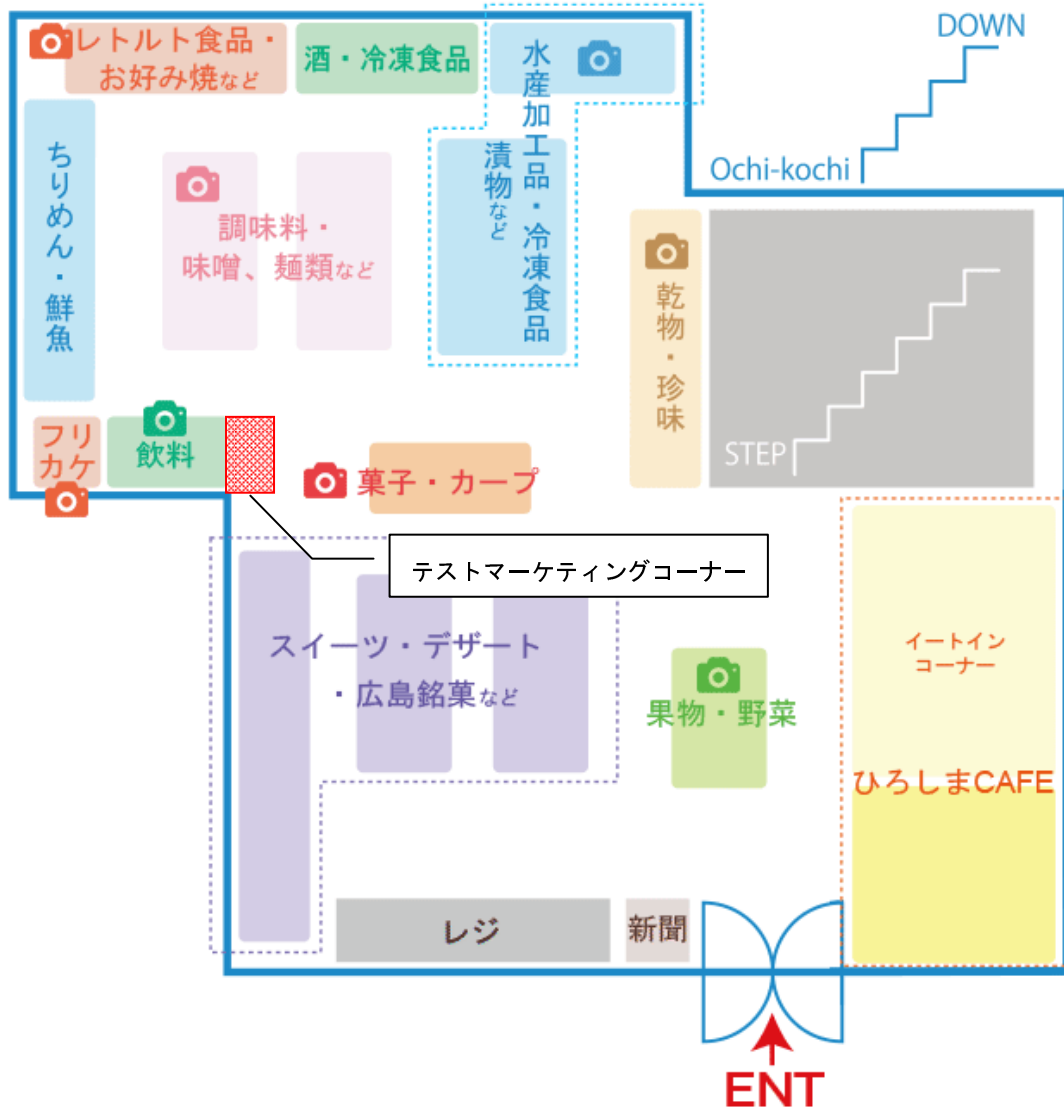 DOWN
Ochi-kochi
レトルト食品・
お好み焼など
酒・冷凍食品
水産加工品・冷凍食品
漬物など
ちりめん・鮮魚
調味料・
味噌、麺類など
乾物・珍味
STEP
フリ
カケ
飲料
菓子・カープ
テストマーケティングコーナー
スイーツ・デザート
・広島銘菓など
果物・野菜
イートイン
コーナー
ひろしまCAFE
レジ
新聞
ENT